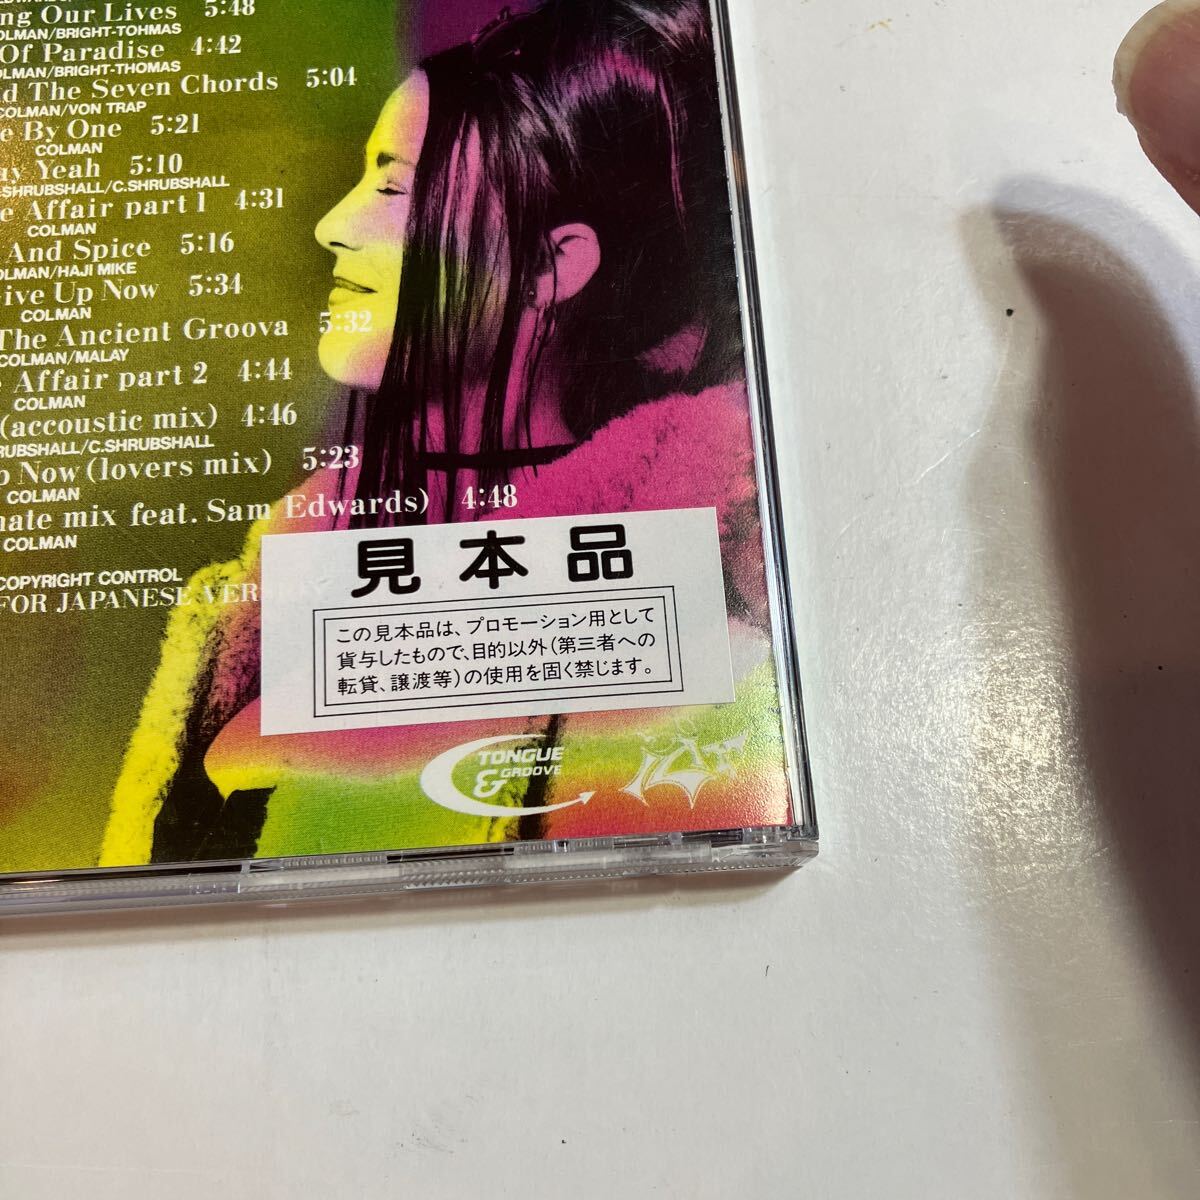 ng Our Lives 5:48
OLMAN/BRIGHT-TOHMAS
Of Paradise 4:42
OLMAN/BRIGHT-THOMAS
d The Seven Chords 5:04
COLMAN/VON TRAP
e By One 5:21
COLMAN
ay Yeah 5:10
.SHRUBSHALL/C.SHRUBSHALL
e Affair part 1 4:31
COLMAN
And Spice 5:16
OLMAN/HAJI MIKE
ive Up Now 5:34
COLMAN
The Ancient Groova 5:32
COLMAN/MALAY
e Affair part 2 4:44
COLMAN
(accoustic mix) 4:46
RUBSHALL/C.SHRUBSHALL
p Now (lovers mix) 5:23
COLMAN
mate mix feat. Sam Edwards) 4:48
COLMAN
COPYRIGHT CONTROL
FOR JAPANESE VERSION
見本品
この見本品は、プロモーション用として
貨与したもので、目的以外(第三者への
転貸、譲渡等)の使用を固く禁じます。
TONGUE
& GROOVE